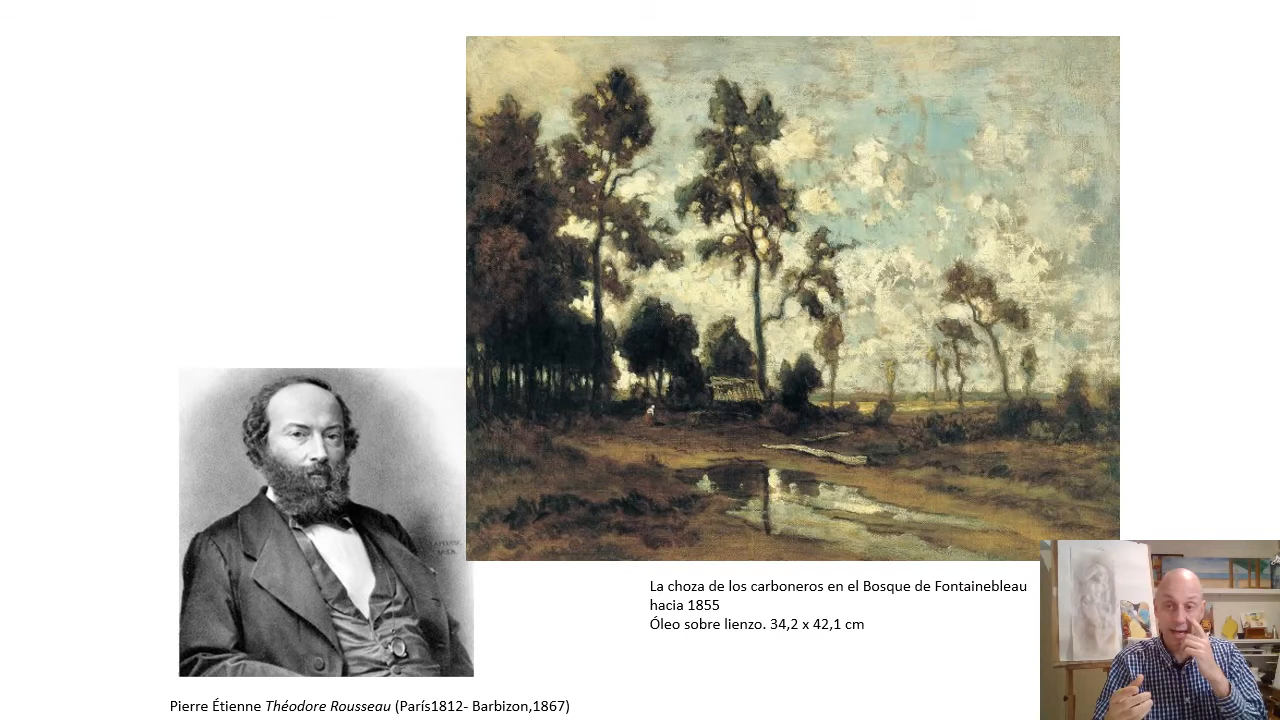 La choza de los carboneros en el Bosque de Fontainebleau
hacia 1855
Óleo sobre lienzo. 34,2 x 42,1 cm
Pierre Étienne Théodore Rousseau (París1812- Barbizon,1867)